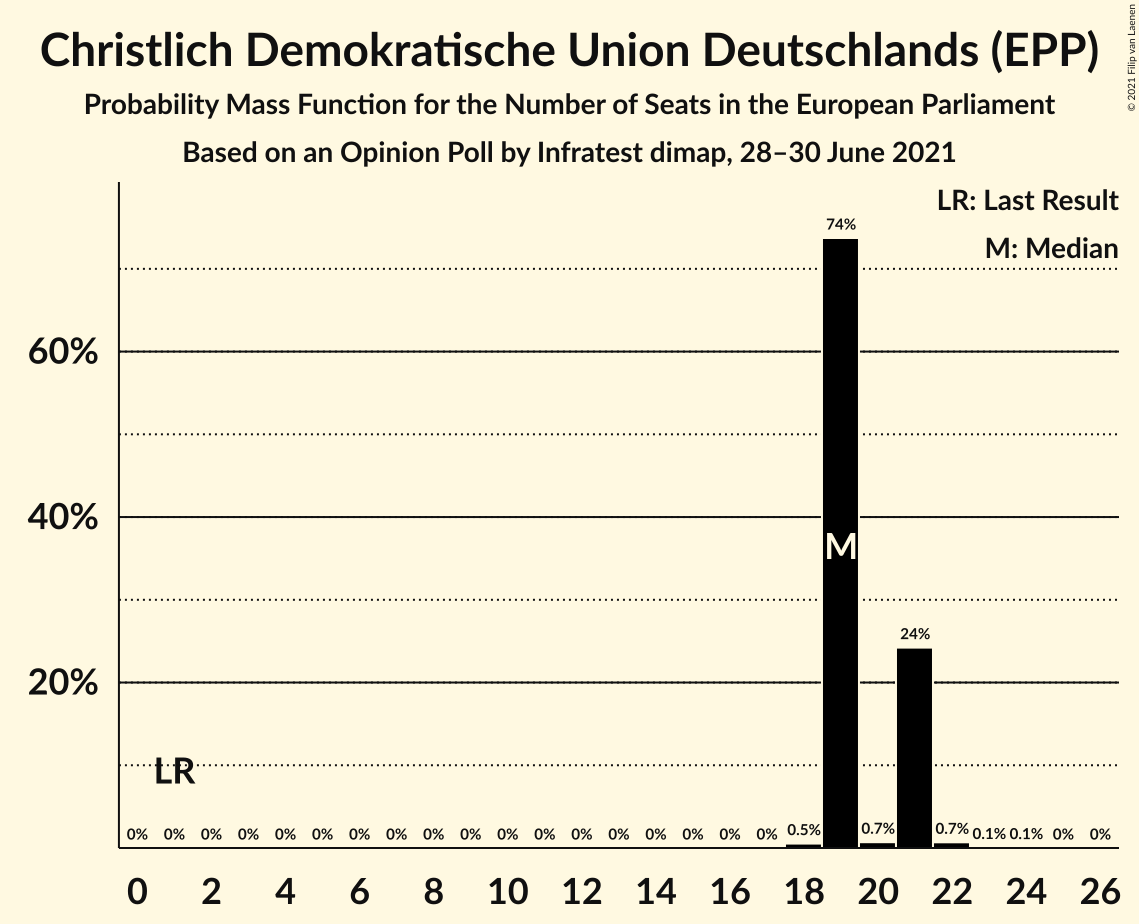 Christlich Demokratische Union Deutschlands (EPP)
Probability Mass Function for the Number of Seats in the European Parliament
Based on an Opinion Poll by Infratest dimap, 28–30 June 2021
© 2021 Filip van Laenen
LR: Last Result
M: Median
74%
60%
40%
M
24%
20%
LR
0% 0% 0% 0% 0% 0% 0% 0% 0% 0% 0% 0% 0% 0% 0% 0% 0% 0% 0.5% 0.7% 0.7% 0.1% 0.1% 0% 0%
0 2 4 6 8 10 12 14 16 18 20 22 24 26